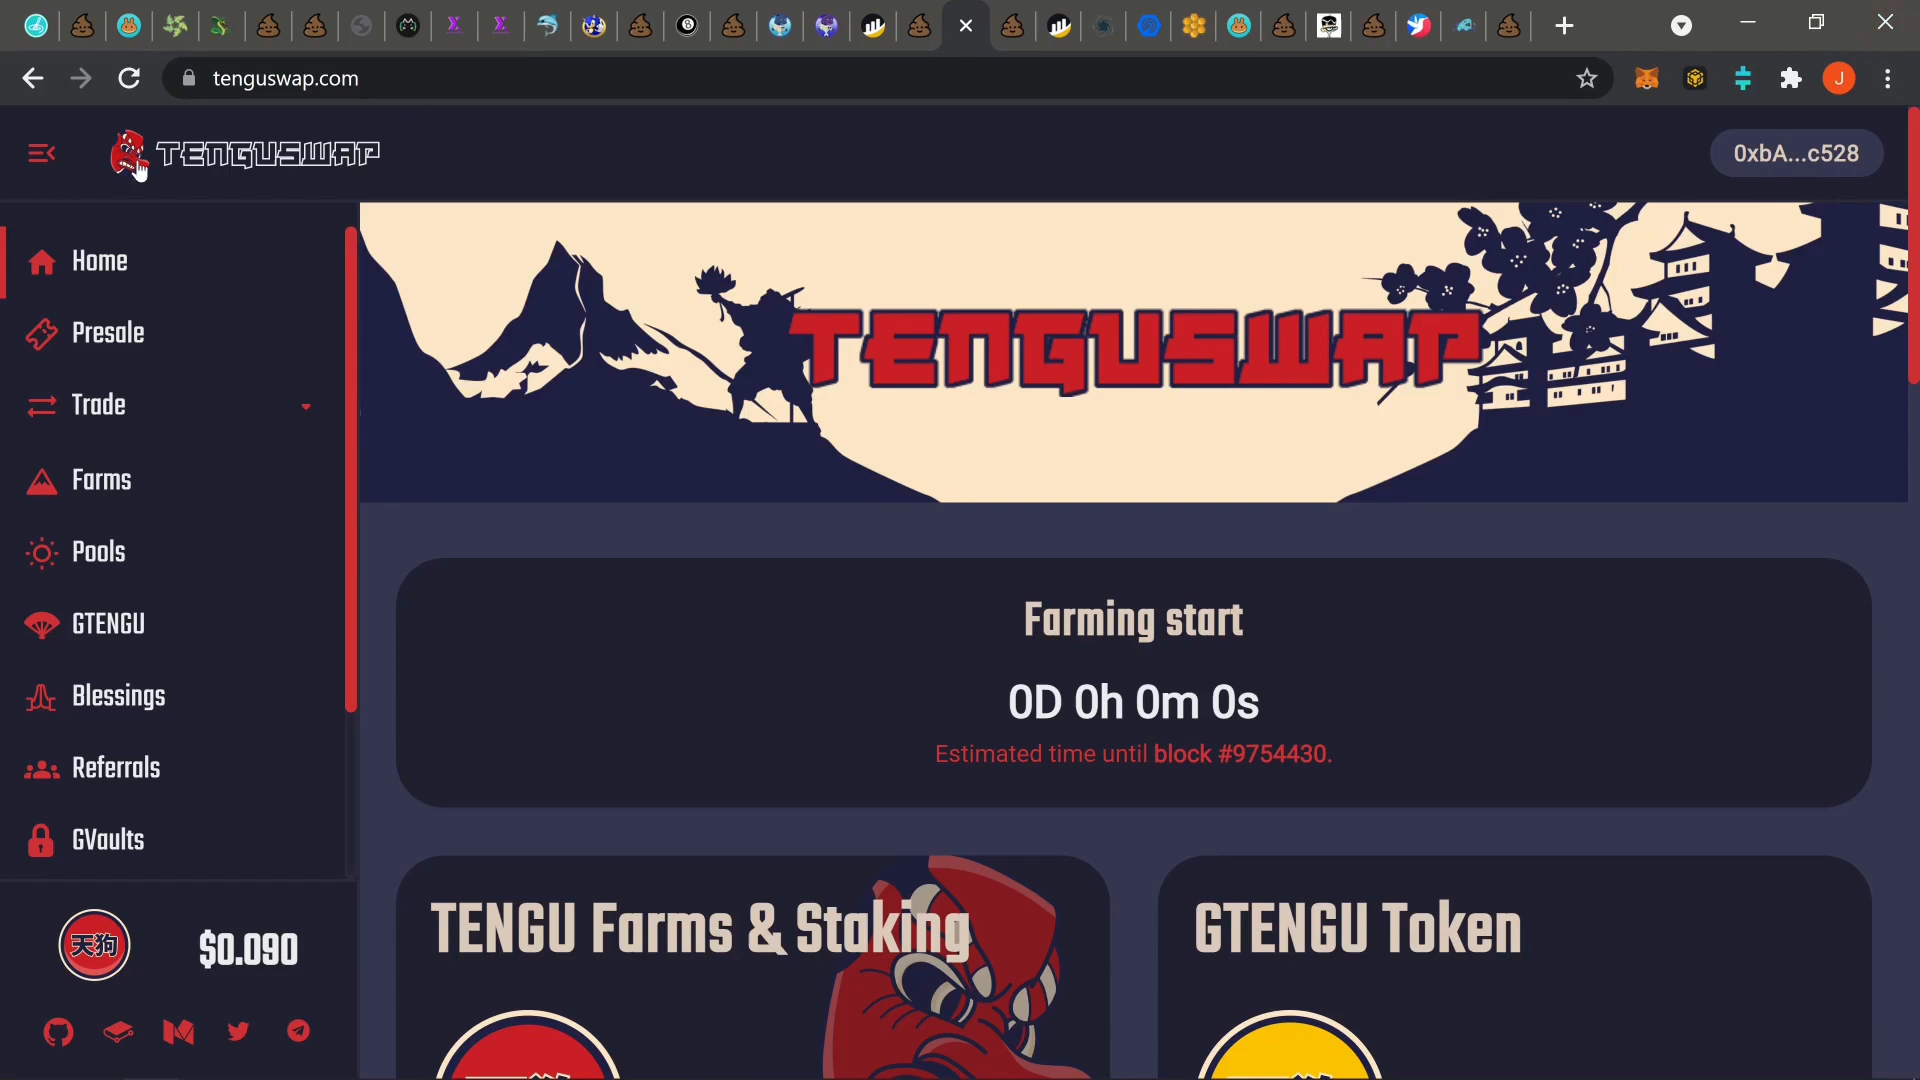 tenguswap.com
J
TENGUSWAP
0xbA...c528
Home
Presale
Trade
Farms
Pools
GTENGU
Blessings
Referrals
GVaults
天狗
$0.090
TENGUSWAP
Farming start
0D 0h 0m 0s
Estimated time until block #9754430.
TENGU Farms & Staking
GTENGU Token